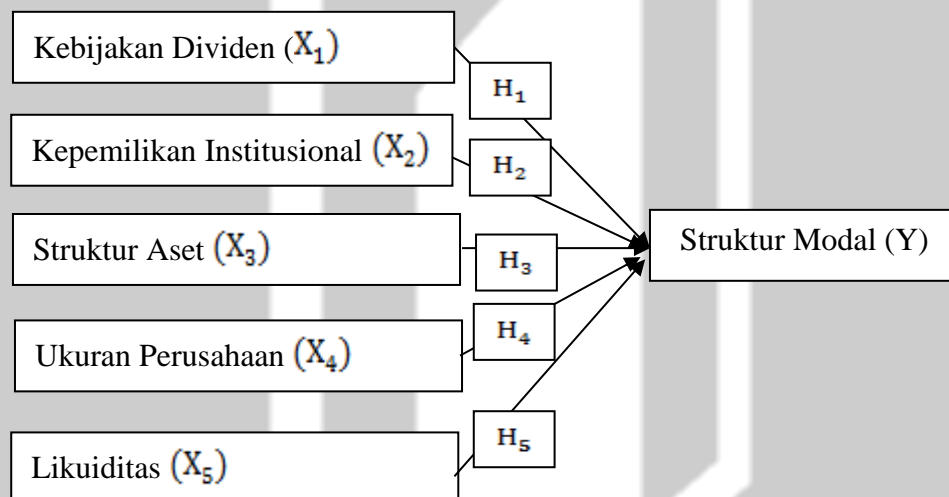 Kebijakan Dividen (X₁)
H₁
Kepemilikan Institusional (X₂)
H₂
Struktur Aset (X₃)
H₃
Struktur Modal (Y)
Ukuran Perusahaan (X₄)
H₄
Likuiditas (X₅)
H₅